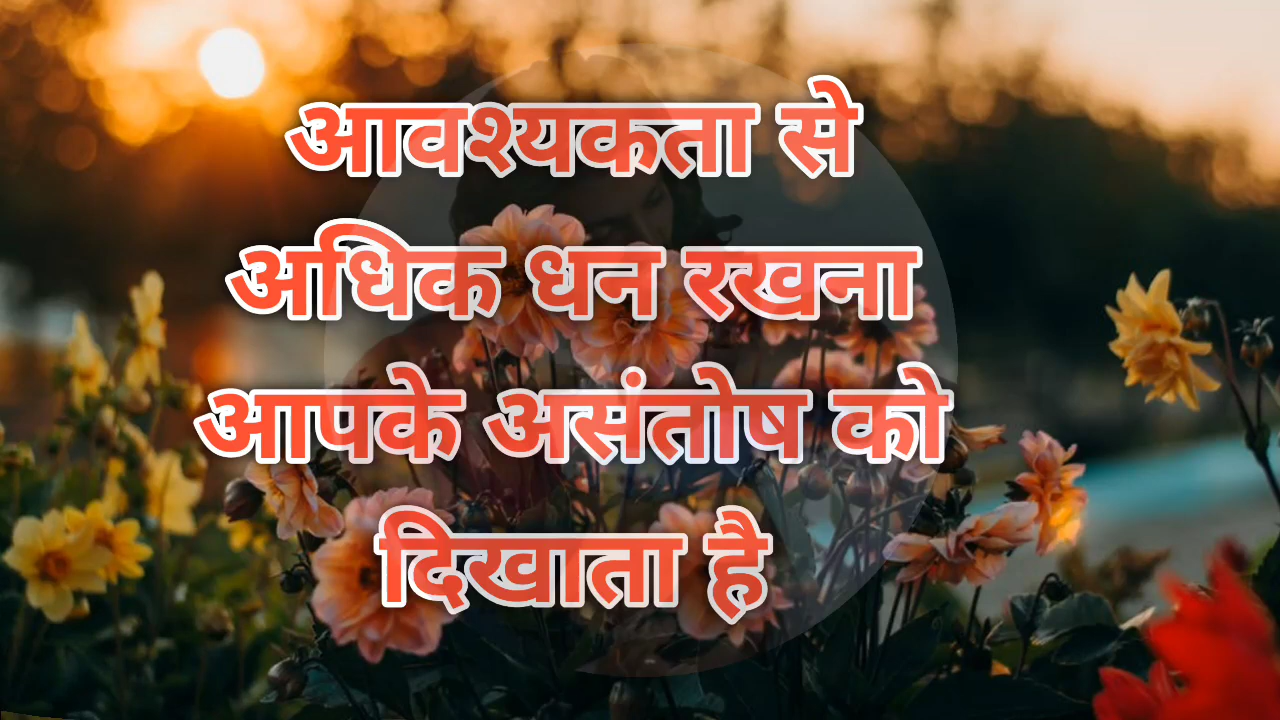 आवश्यकता से
अधिक धन रखना
आपके असंतोष को
दिखाता है